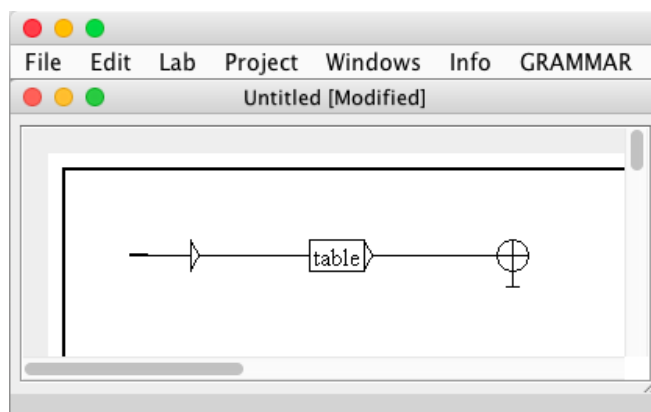 File Edit Lab Project Windows Info GRAMMAR
Untitled [Modified]
table